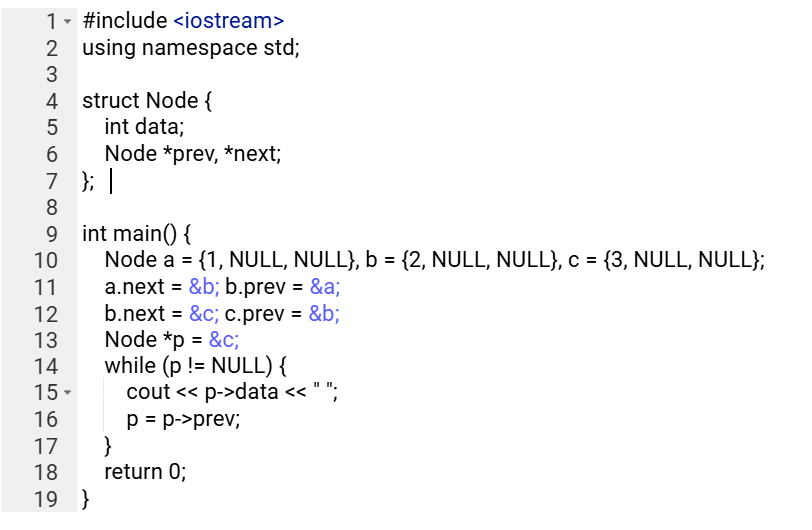 1 #include <iostream>
2 using namespace std;
3
4 struct Node {
5     int data;
6     Node *prev, *next;
7 };
8
9 int main() {
10     Node a = {1, NULL, NULL}, b = {2, NULL, NULL}, c = {3, NULL, NULL};
11     a.next = &b; b.prev = &a;
12     b.next = &c; c.prev = &b;
13     Node *p = &c;
14     while (p != NULL) {
15         cout << p->data << " ";
16         p = p->prev;
17     }
18     return 0;
19 }